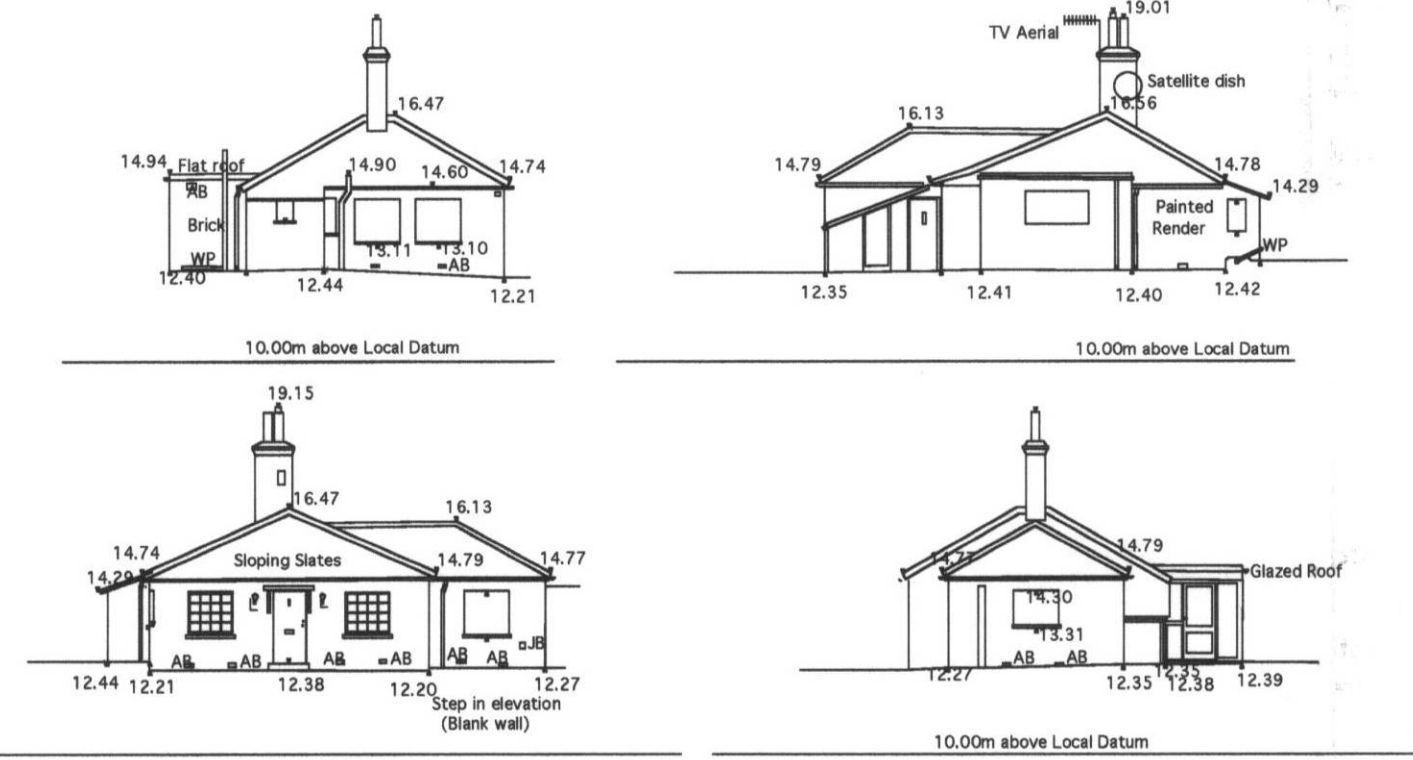 16.47
14.94
Flat roof
14.90
14.60
14.74
AB
Brick
13.11
13.10
WP
AB
12.40
12.44
12.21
10.00m above Local Datum
19.01
TV Aerial
Satellite dish
16.56
16.13
14.79
14.78
14.29
Painted
Render
WP
12.35
12.41
12.40
12.42
10.00m above Local Datum
19.15
16.47
16.13
14.74
Sloping Slates
14.79
14.77
14.29
JB
AB
AB
AB
AB
AB
AB
12.44
12.21
12.38
12.20
12.27
Step in elevation
(Blank wall)
14.77
14.79
Glazed Roof
14.30
13.31
AB
AB
12.27
12.35
12.35
12.38
12.39
10.00m above Local Datum